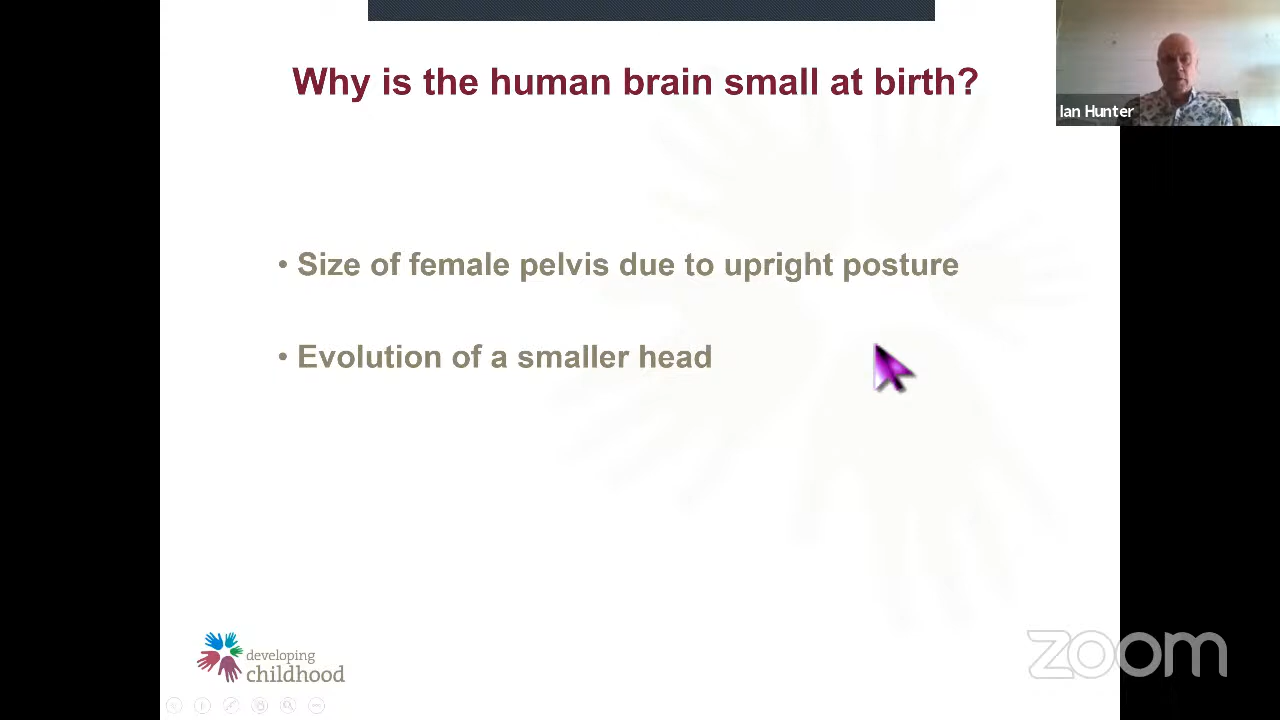 Why is the human brain small at birth?
Ian Hunter
• Size of female pelvis due to upright posture
• Evolution of a smaller head
developing
childhood
zoom